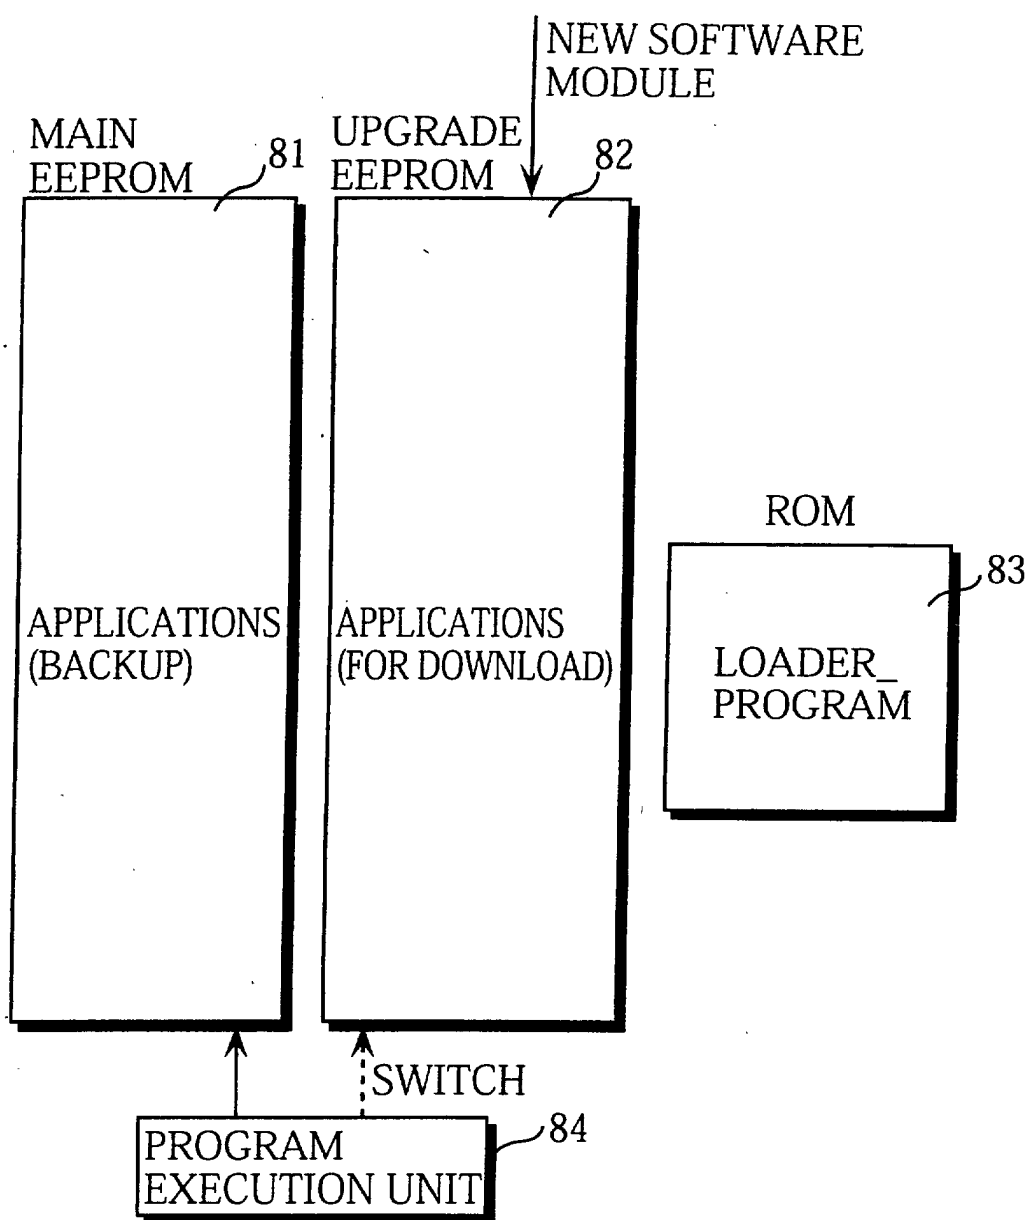 NEW SOFTWARE
MODULE
MAIN
EEPROM
81
UPGRADE
EEPROM
82
ROM
83
APPLICATIONS
(BACKUP)
APPLICATIONS
(FOR DOWNLOAD)
LOADER_
PROGRAM
SWITCH
84
PROGRAM
EXECUTION UNIT